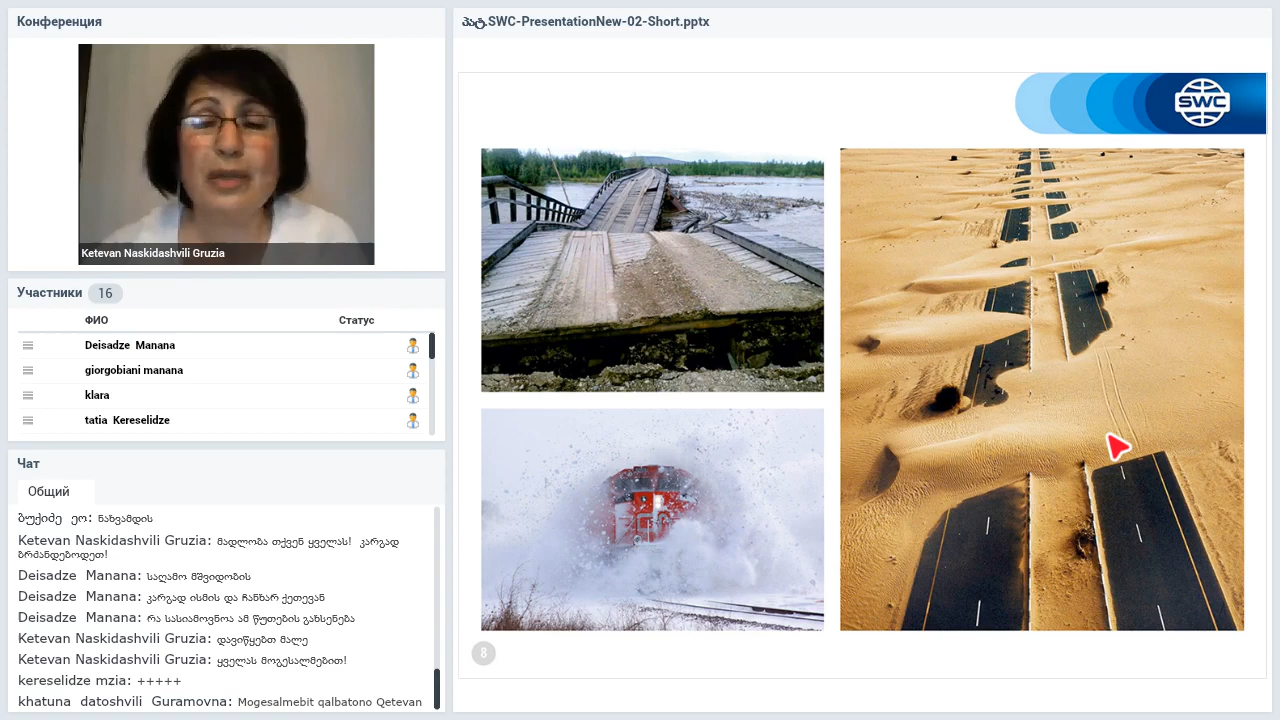 Конференция
Ketevan Naskidashvili Gruzia
Участники 16
ФИО Статус
Deisadze Manana
giorgobiani manana
klara
tatia Kereselidze
Чат
Общий
ბუქიძე ეო: ნახვამდის
Ketevan Naskidashvili Gruzia: მადლობა თქვენ ყველას! კარგად
ბრძანდებოდეთ!
Deisadze Manana: საღამო მშვიდობის
Deisadze Manana: კარგად ისმის და ჩანხარ ქეთევან
Deisadze Manana: რა სასიამოვნოა ამ წუთების გახსენება
Ketevan Naskidashvili Gruzia: დავიწყებთ მალე
Ketevan Naskidashvili Gruzia: ყველას მოგესალმებით!
kereselidze mzia: +++++
khatuna datoshvili Guramovna: Mogesalmebit qalbatono Qetevan
პატ.SWC-PresentationNew-02-Short.pptx
SWC
8